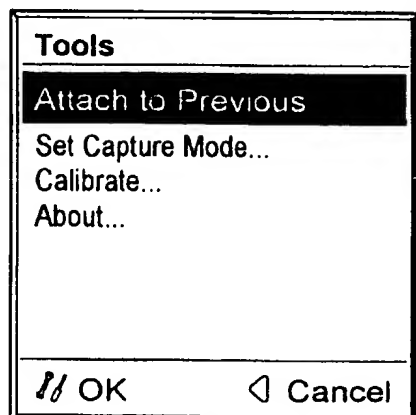 Tools
Attach to Previous
Set Capture Mode...
Calibrate...
About...
OK Cancel